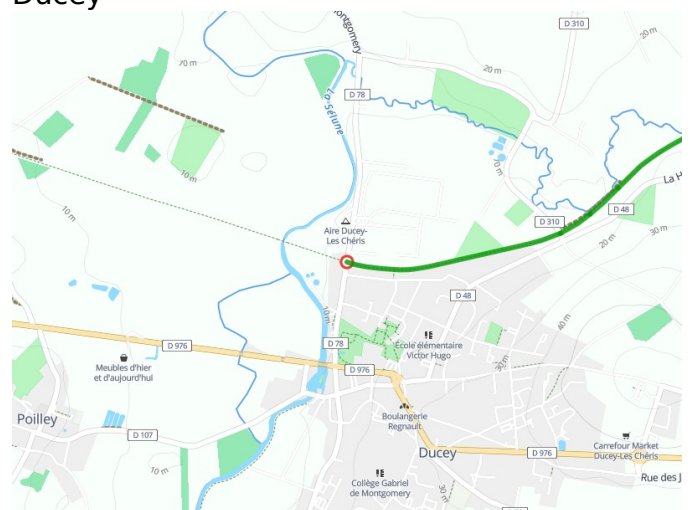 Ducey
ontgomery
D 310
20 m
20 m
70 m
D 78
La
Sélune
70 m
10 m
La H
D 310
D 48
10 m
Aire Ducey-
Les Chéris
20 m
30 m
10 m
D 48
40 m
D 976
D 78
École élémentaire
Victor Hugo
30 m
Meubles d'hier
et d'aujourd'hui
D 976
Poilley
Boulangerie
Regnault
D 107
Ducey
D 976
Carrefour Market
Ducey-Les Chéris
10 m
Rue des J
Collège Gabriel
de Montgomery
30 m